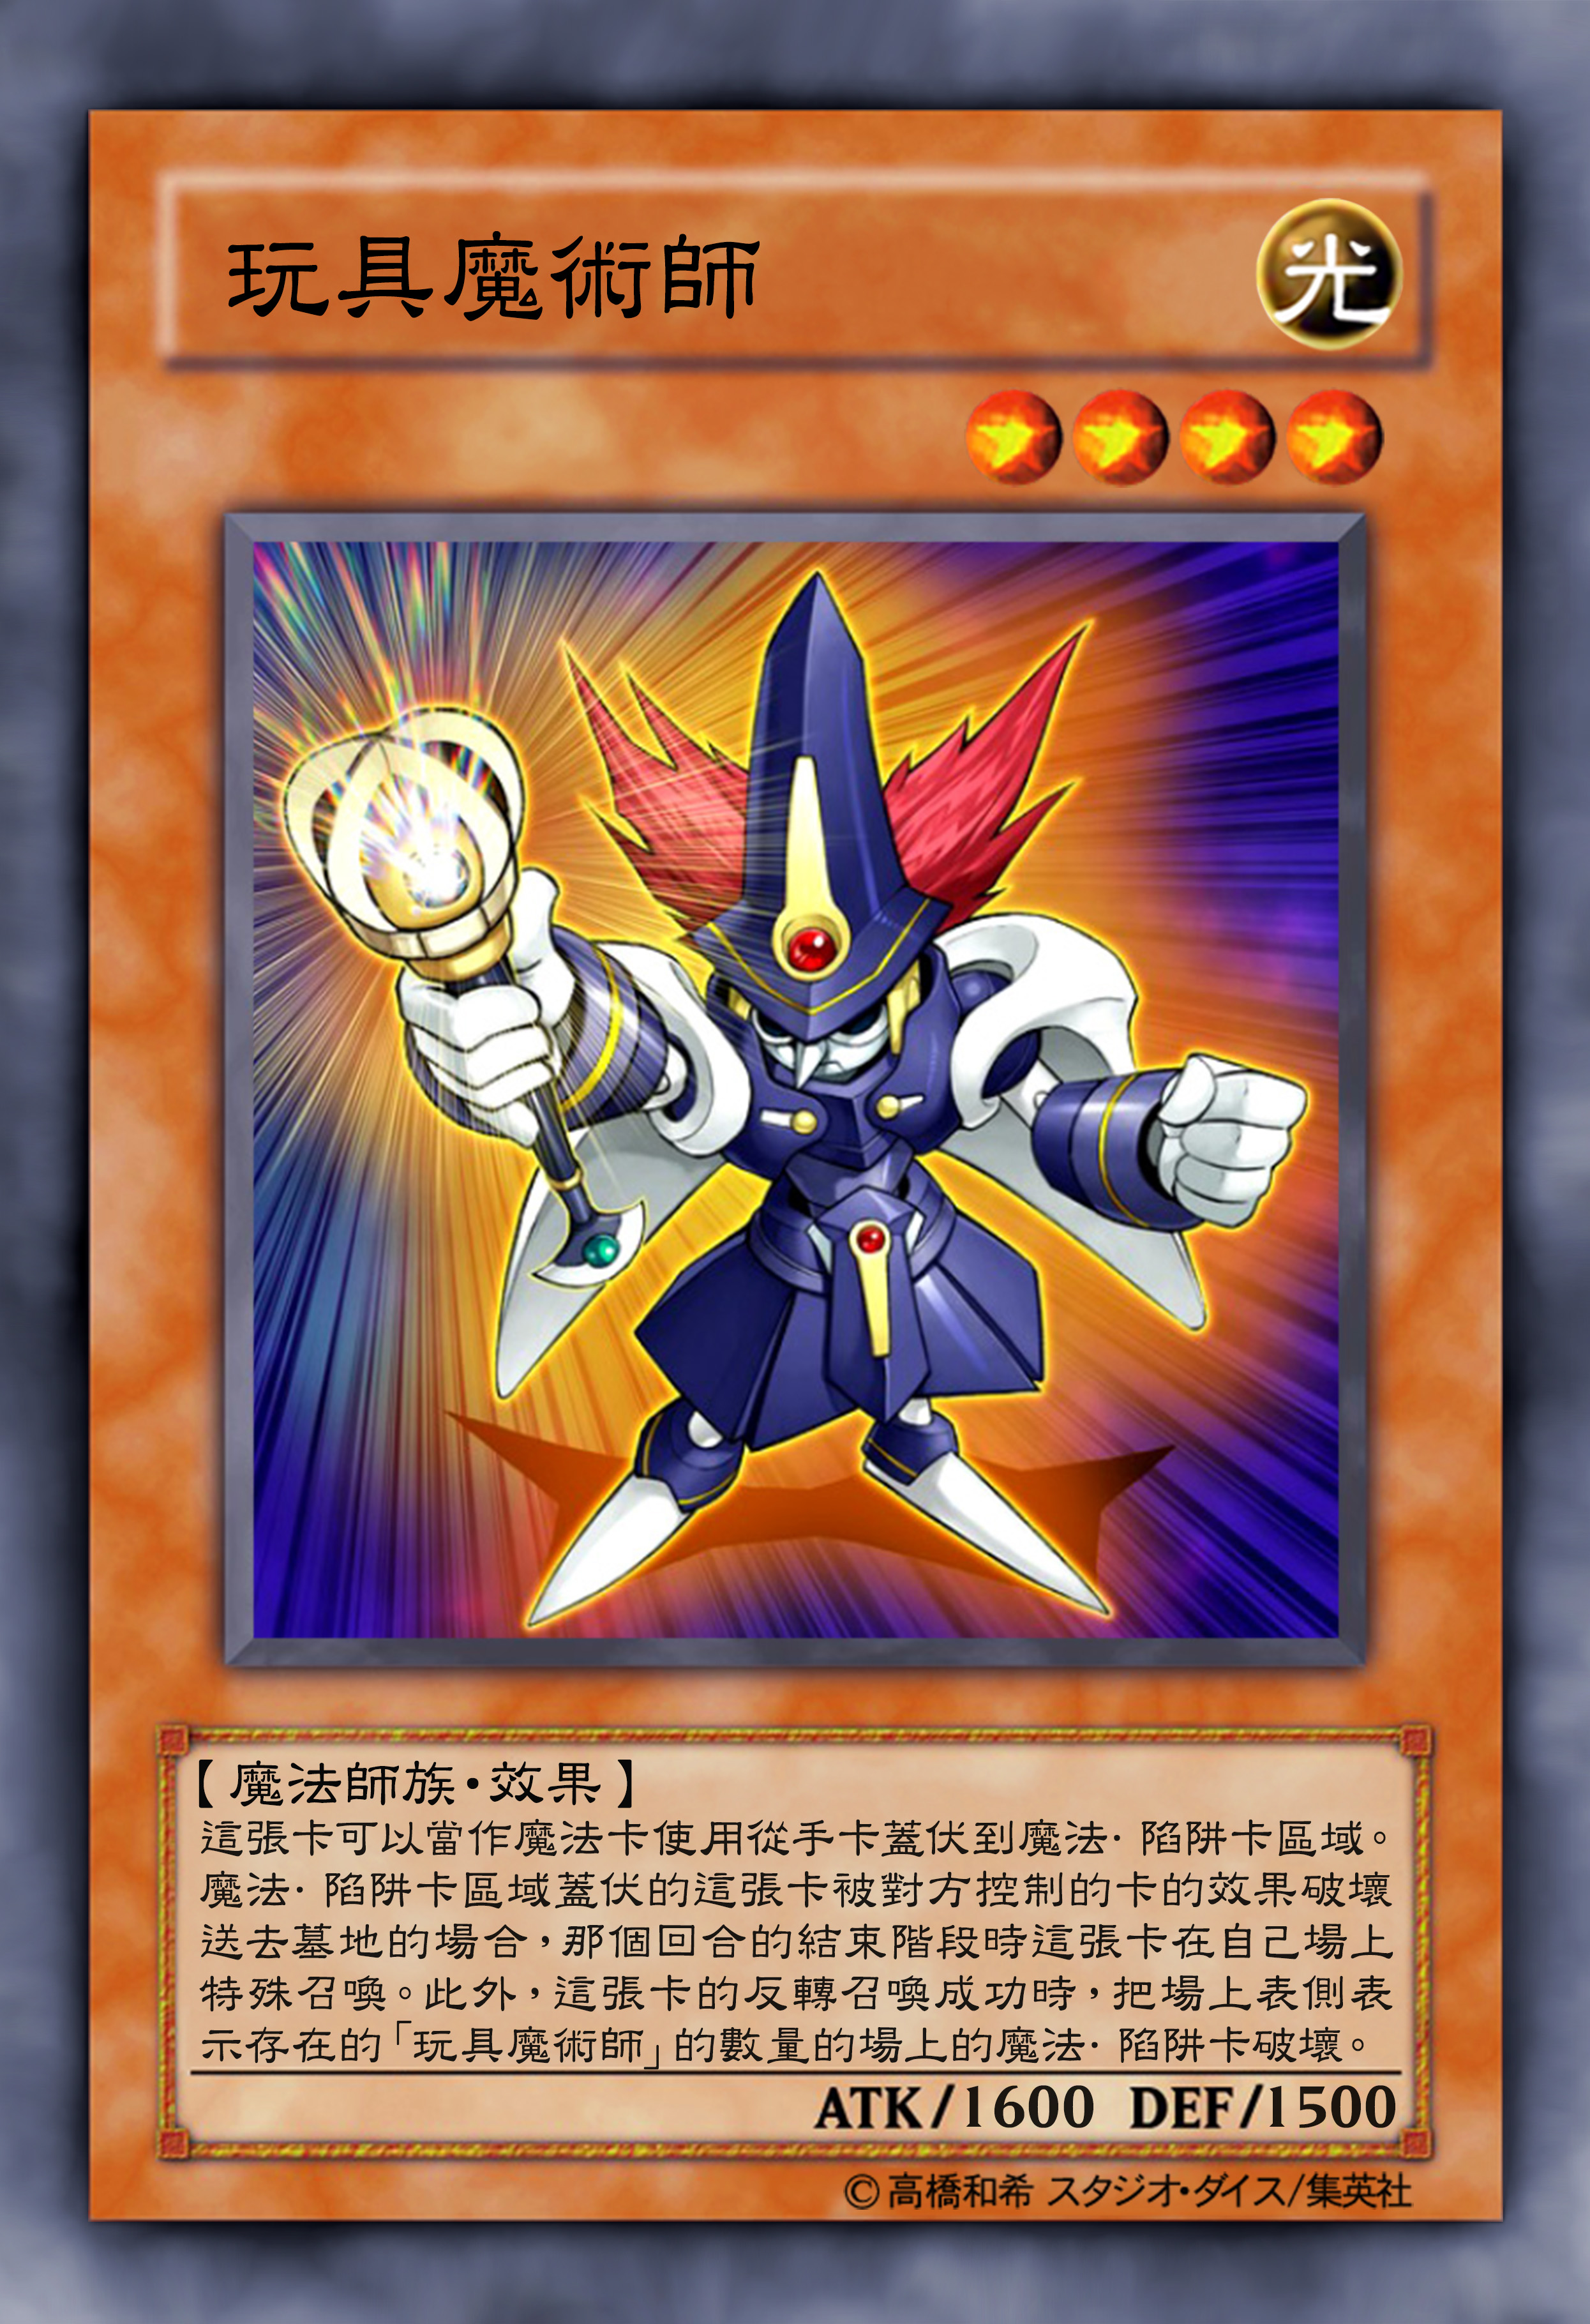 玩具魔術師
光
【魔法師族·效果】
這張卡可以當作魔法卡使用從手卡蓋伏到魔法·陷阱卡區域。
魔法·陷阱卡區域蓋伏的這張卡被對方控制的卡的效果破壞
送去墓地的場合，那個回合的結束階段時這張卡在自己場上
特殊召喚。此外，這張卡的反轉召喚成功時，把場上表側表
示存在的「玩具魔術師」的數量的場上的魔法·陷阱卡破壞。
ATK/1600 DEF/1500
©高橋和希 スタジオ・ダイス/集英社